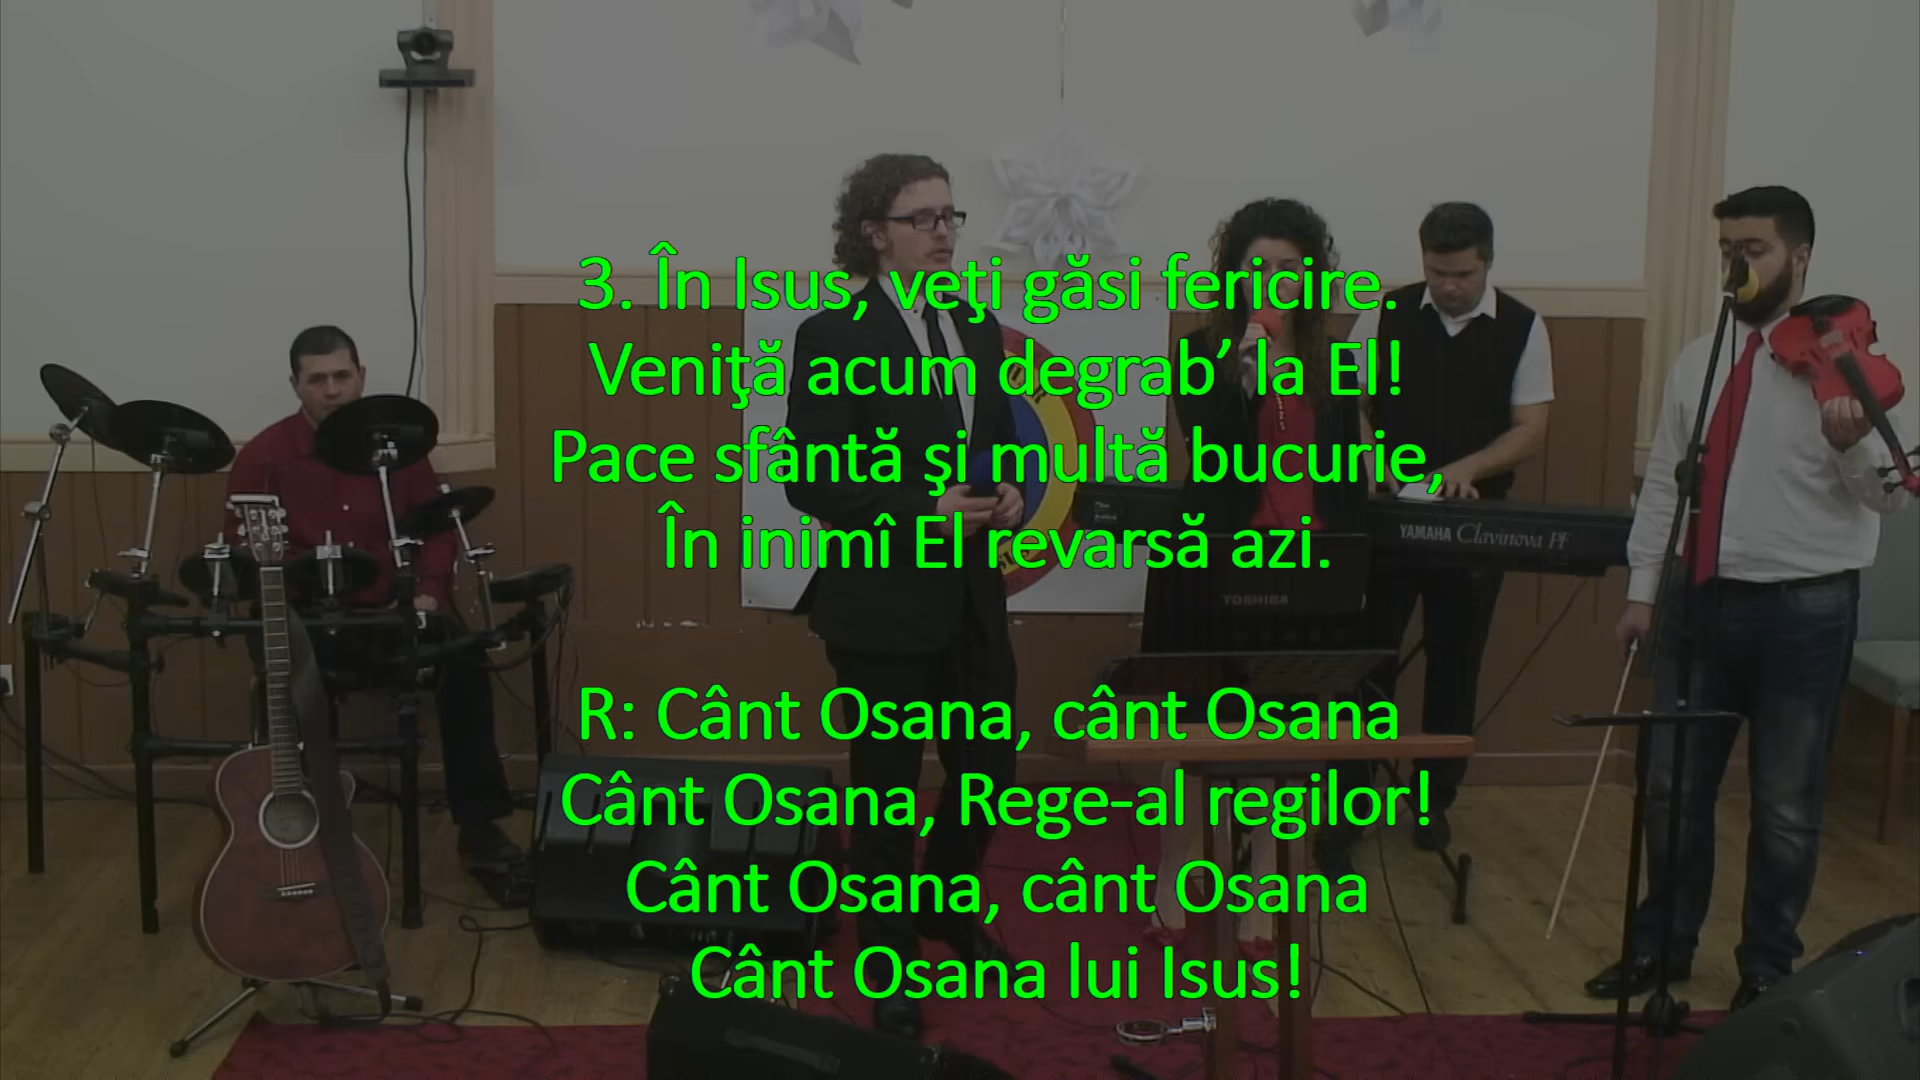 3. În Isus, veţi găsi fericire.
Veniţă acum degrab’ la El!
Pace sfântă şi multă bucurie,
În inimî El revarsă azi.
R: Cânt Osana, cânt Osana
Cânt Osana, Rege-al regilor!
Cânt Osana, cânt Osana
Cânt Osana lui Isus!
YAMAHA Clavinova PF
TOSHIBA